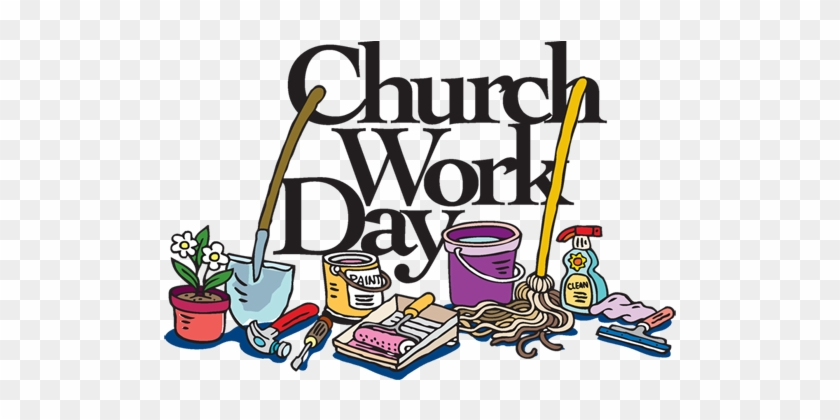 Church
Work
Day
PAINT
CLEAN